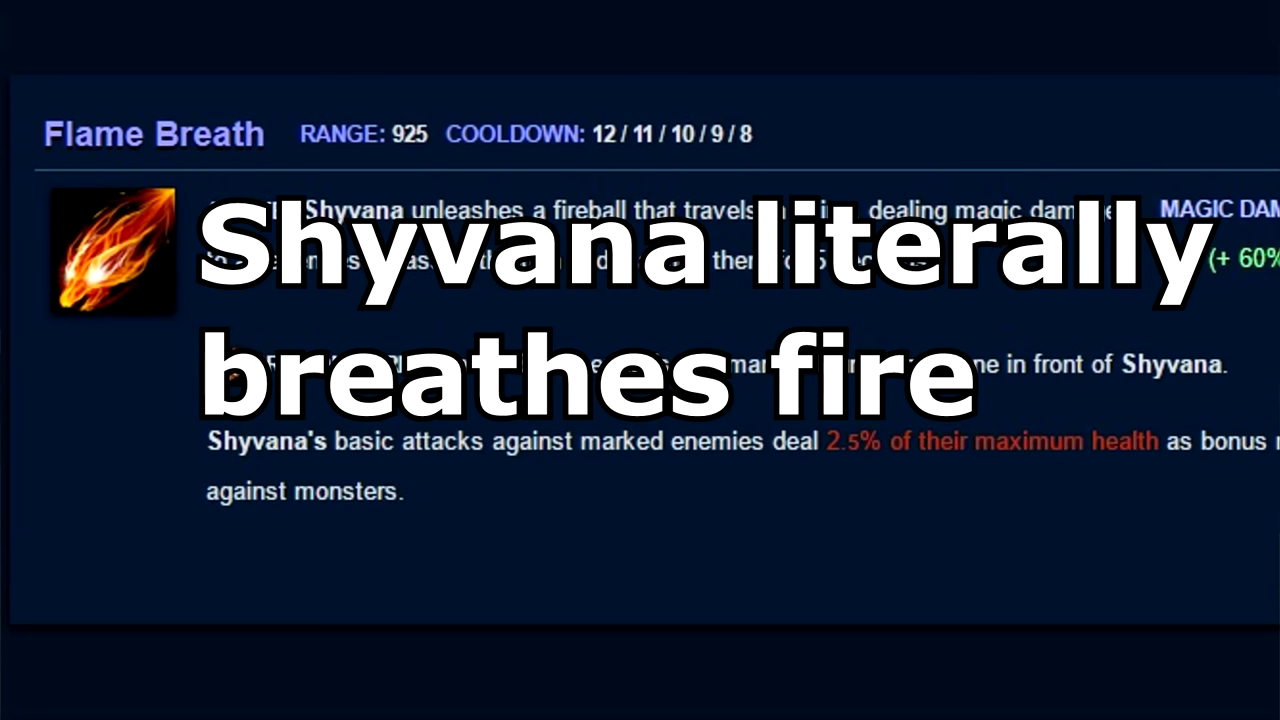 Flame Breath RANGE: 925 COOLDOWN: 12 / 11 / 10 / 9 / 8
Shyvana unleashes a fireball that travels dealing magic MAGIC DAM
Shyvana literally
(+ 60%
breathes fire
in front of Shyvana.
Shyvana's basic attacks against marked enemies deal 2.5% of their maximum health as bonus
against monsters.